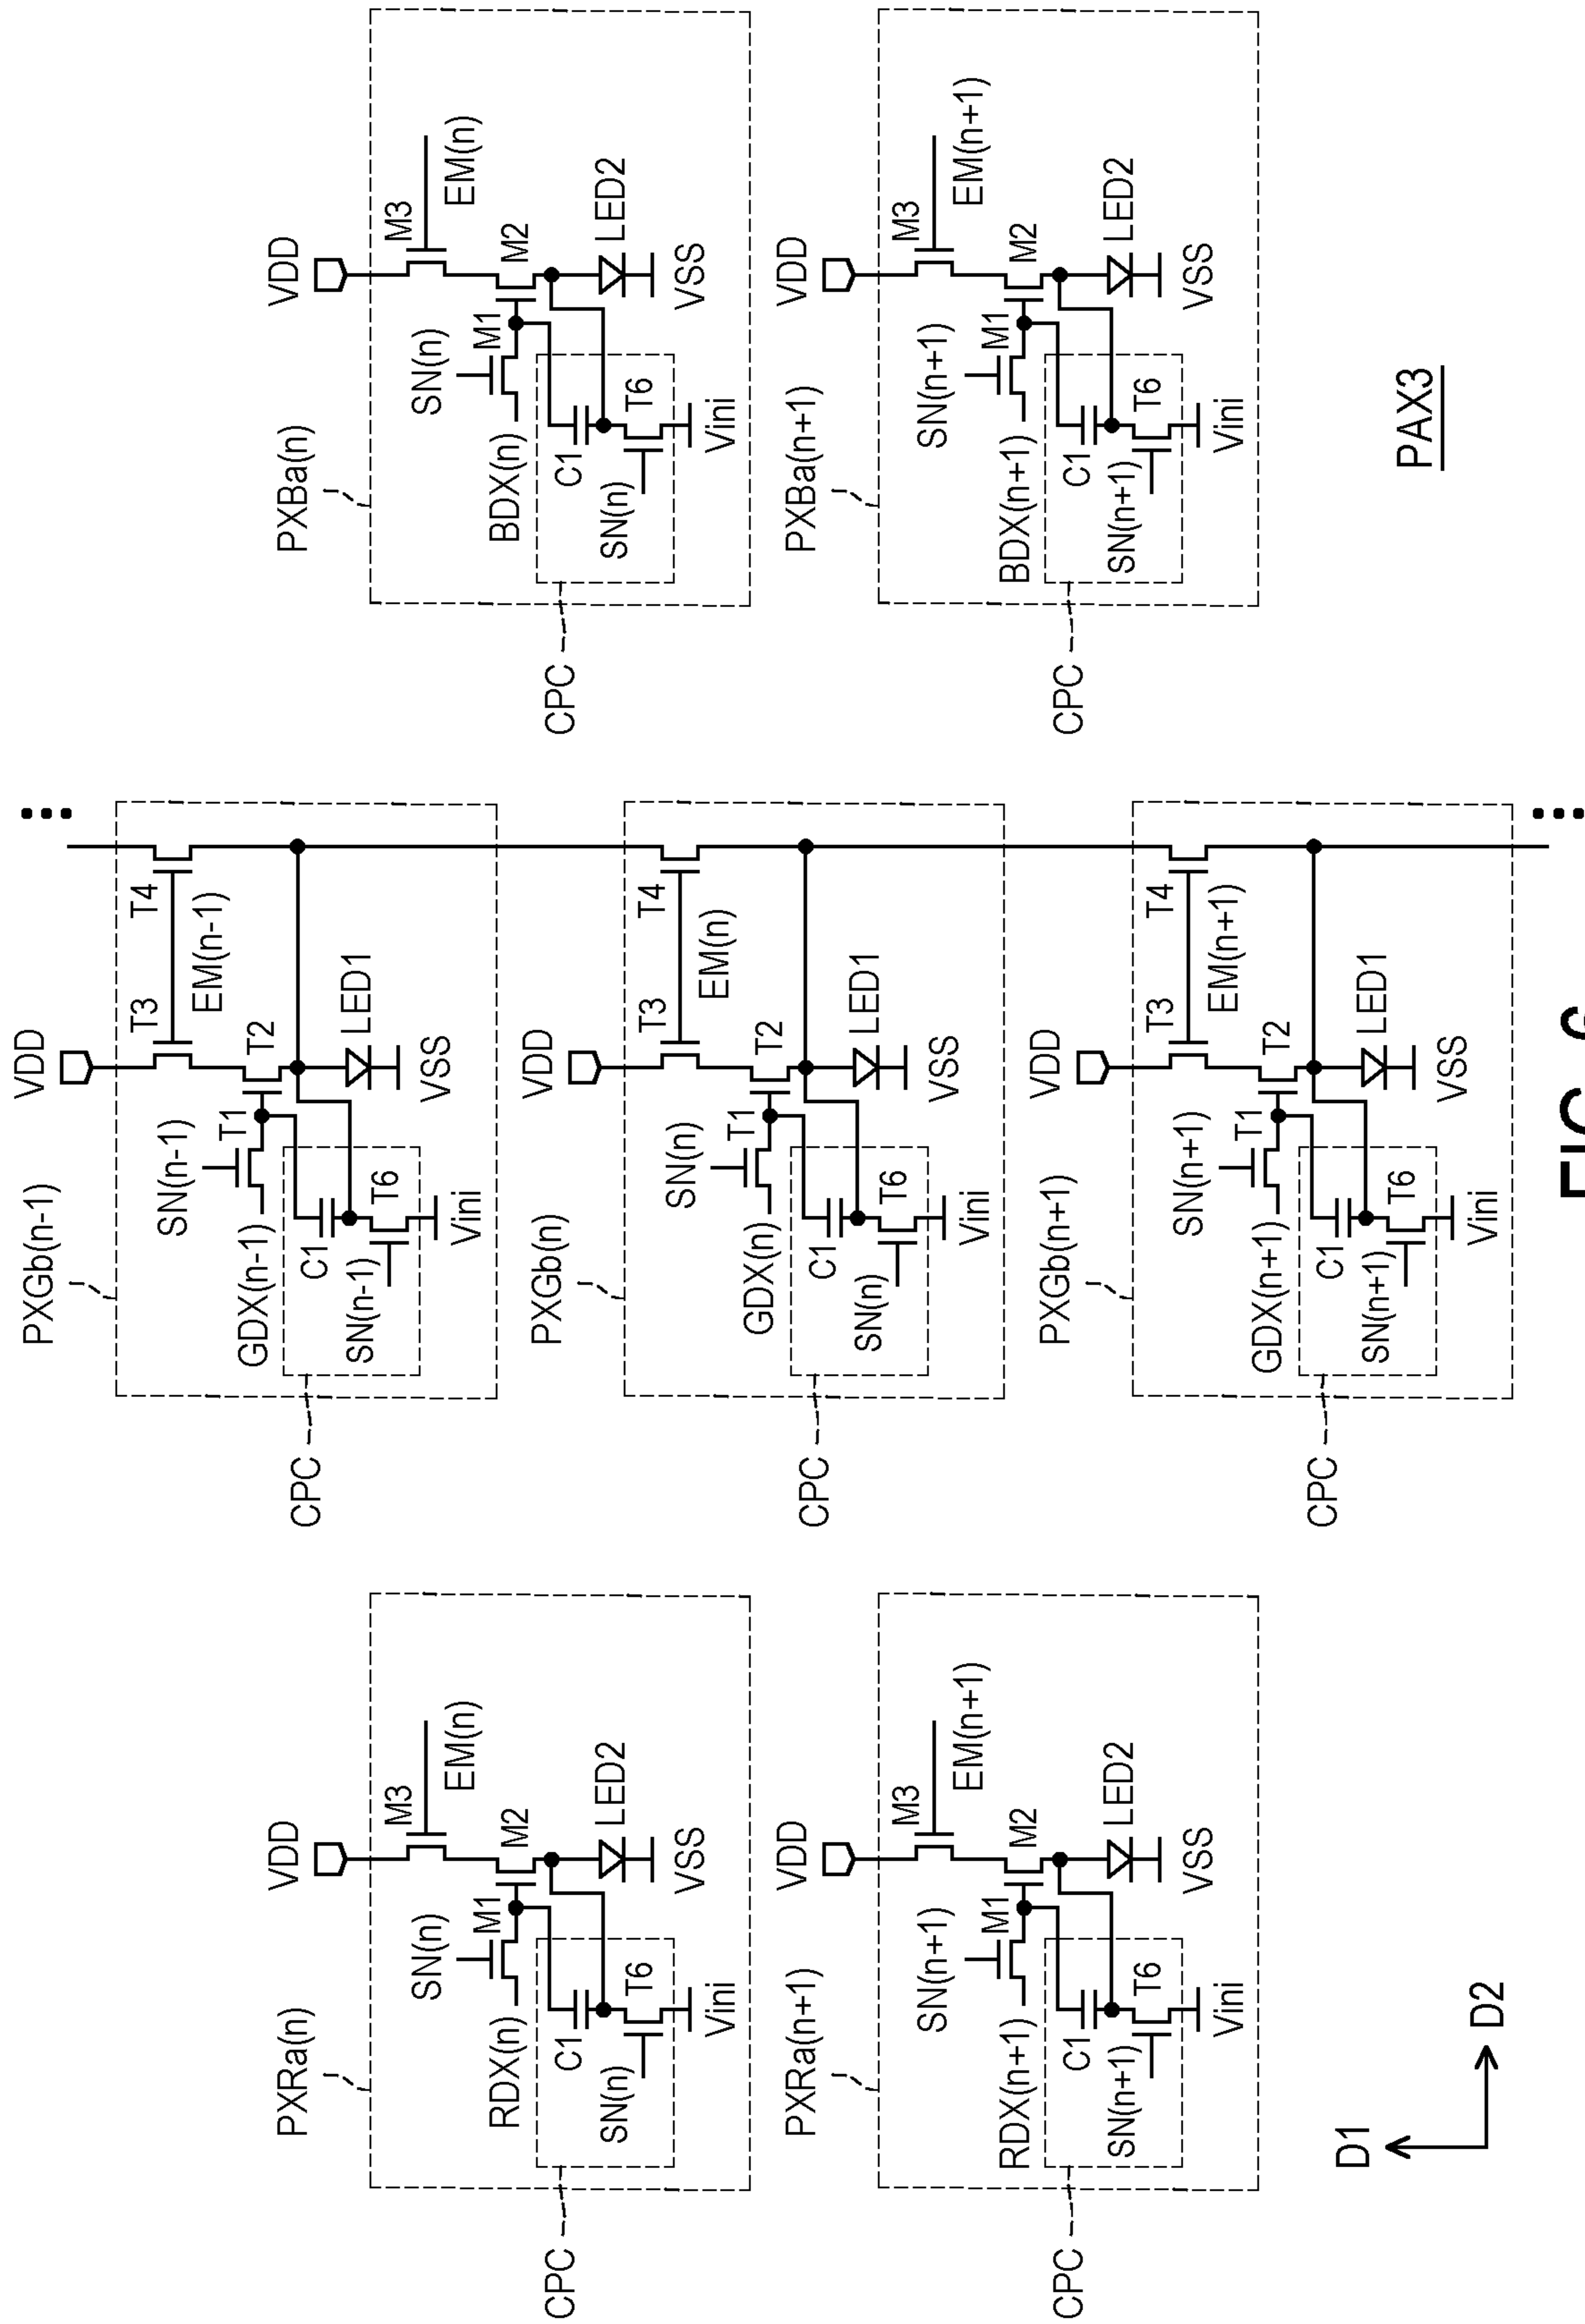 PXRa(n)
VDD
M3
EM(n)
SN(n)
M1
M2
RDX(n)
LED2
C1
T6
SN(n)
VSS
Vini
CPC
PXRa(n+1)
VDD
M3
EM(n+1)
SN(n+1)
M1
M2
RDX(n+1)
LED2
C1
T6
SN(n+1)
VSS
Vini
CPC
D1
D2
PXGb(n-1)
VDD
T3
T4
EM(n-1)
SN(n-1)
T1
T2
GDX(n-1)
LED1
C1
T6
SN(n-1)
VSS
Vini
CPC
PXGb(n)
VDD
T3
T4
EM(n)
SN(n)
T1
T2
GDX(n)
LED1
C1
T6
SN(n)
VSS
Vini
CPC
PXGb(n+1)
VDD
T3
T4
EM(n+1)
SN(n+1)
T1
T2
GDX(n+1)
LED1
C1
T6
SN(n+1)
VSS
Vini
CPC
PXBa(n)
VDD
M3
EM(n)
SN(n)
M1
M2
BDX(n)
LED2
C1
T6
SN(n)
VSS
Vini
CPC
PXBa(n+1)
VDD
M3
EM(n+1)
SN(n+1)
M1
M2
BDX(n+1)
LED2
C1
T6
SN(n+1)
VSS
Vini
CPC
PAX3